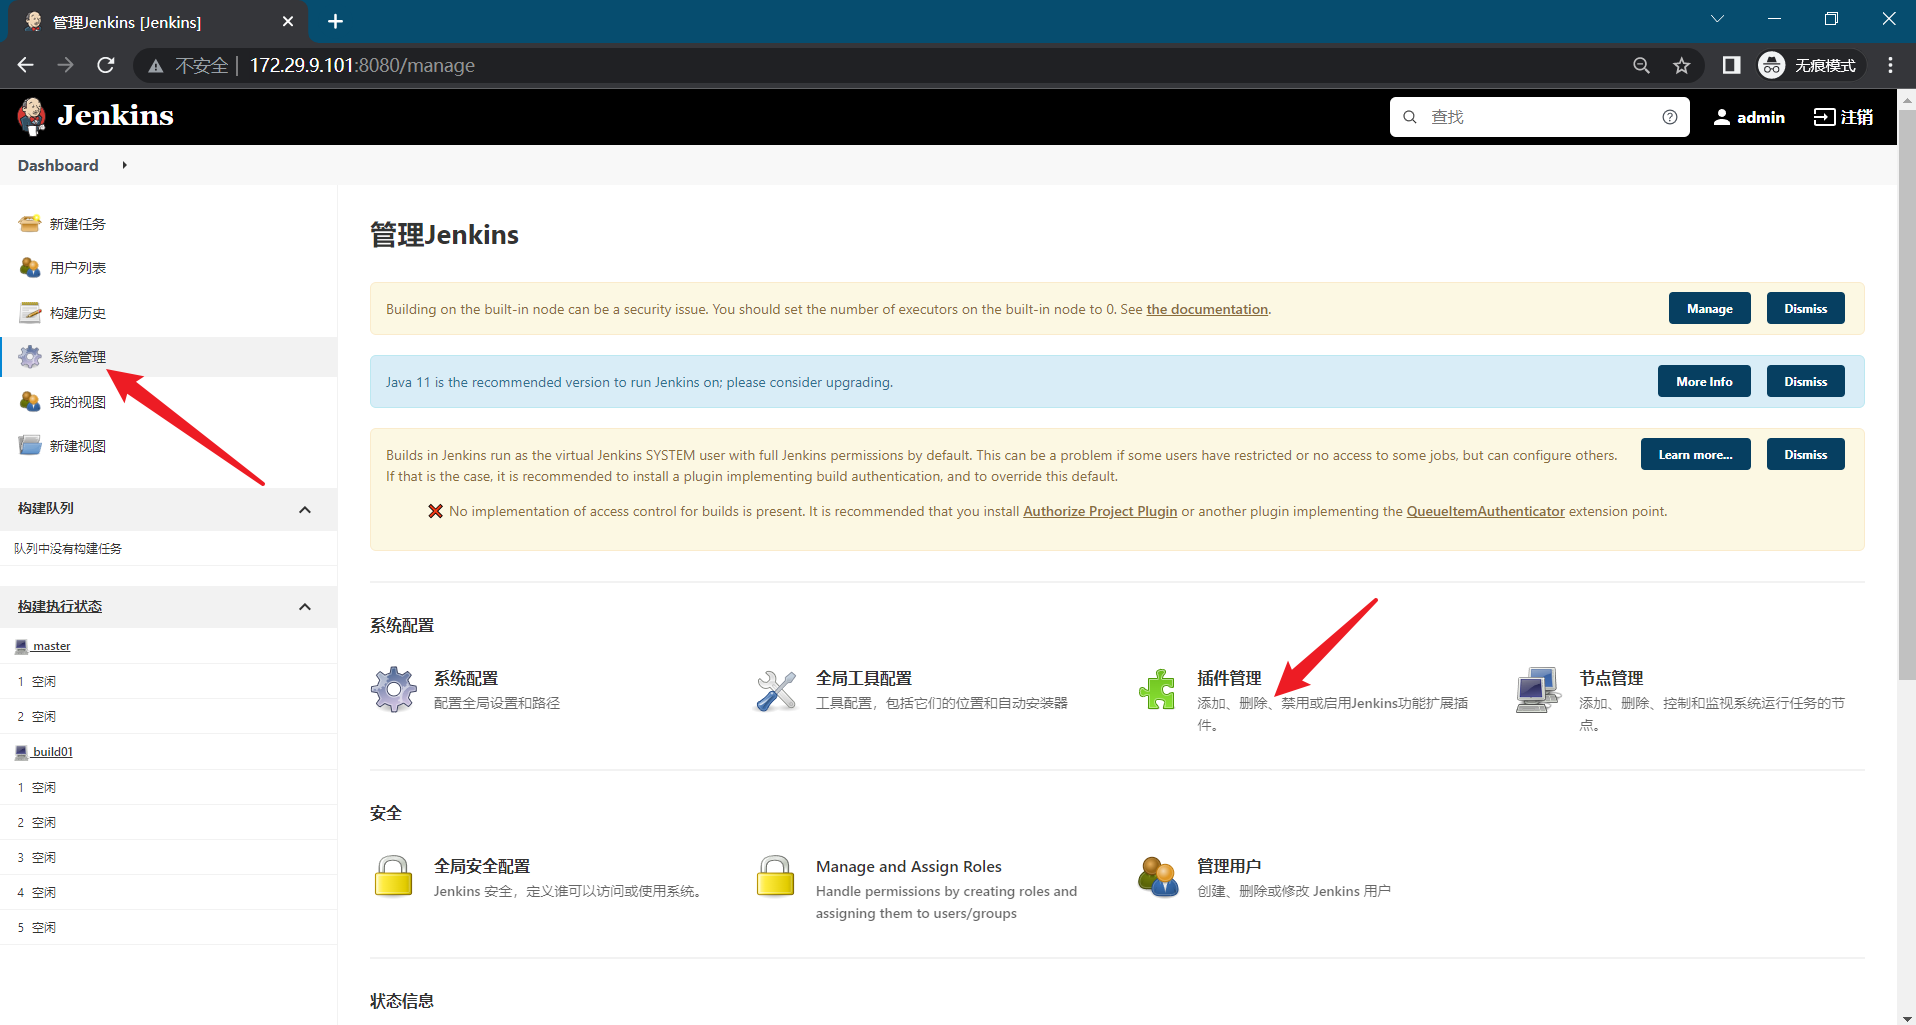 管理Jenkins [Jenkins]
不安全 | 172.29.9.101:8080/manage
无痕模式
Jenkins
查找
admin
注销
Dashboard
新建任务
用户列表
构建历史
系统管理
我的视图
新建视图
构建队列
队列中没有构建任务
构建执行状态
master
1 空闲
2 空闲
build01
1 空闲
2 空闲
3 空闲
4 空闲
5 空闲
管理Jenkins
Building on the built-in node can be a security issue. You should set the number of executors on the built-in node to 0. See the documentation.
Manage
Dismiss
Java 11 is the recommended version to run Jenkins on; please consider upgrading.
More Info
Dismiss
Builds in Jenkins run as the virtual Jenkins SYSTEM user with full Jenkins permissions by default. This can be a problem if some users have restricted or no access to some jobs, but can configure others.
If that is the case, it is recommended to install a plugin implementing build authentication, and to override this default.
Learn more...
Dismiss
No implementation of access control for builds is present. It is recommended that you install Authorize Project Plugin or another plugin implementing the QueueItemAuthenticator extension point.
系统配置
系统配置
配置全局设置和路径
全局工具配置
工具配置，包括它们的位置和自动安装器
插件管理
添加、删除、禁用或启用Jenkins功能扩展插
件。
节点管理
添加、删除、控制和监视系统运行任务的节
点。
安全
全局安全配置
Jenkins 安全，定义谁可以访问或使用系统。
Manage and Assign Roles
Handle permissions by creating roles and
assigning them to users/groups
管理用户
创建、删除或修改 Jenkins 用户
状态信息